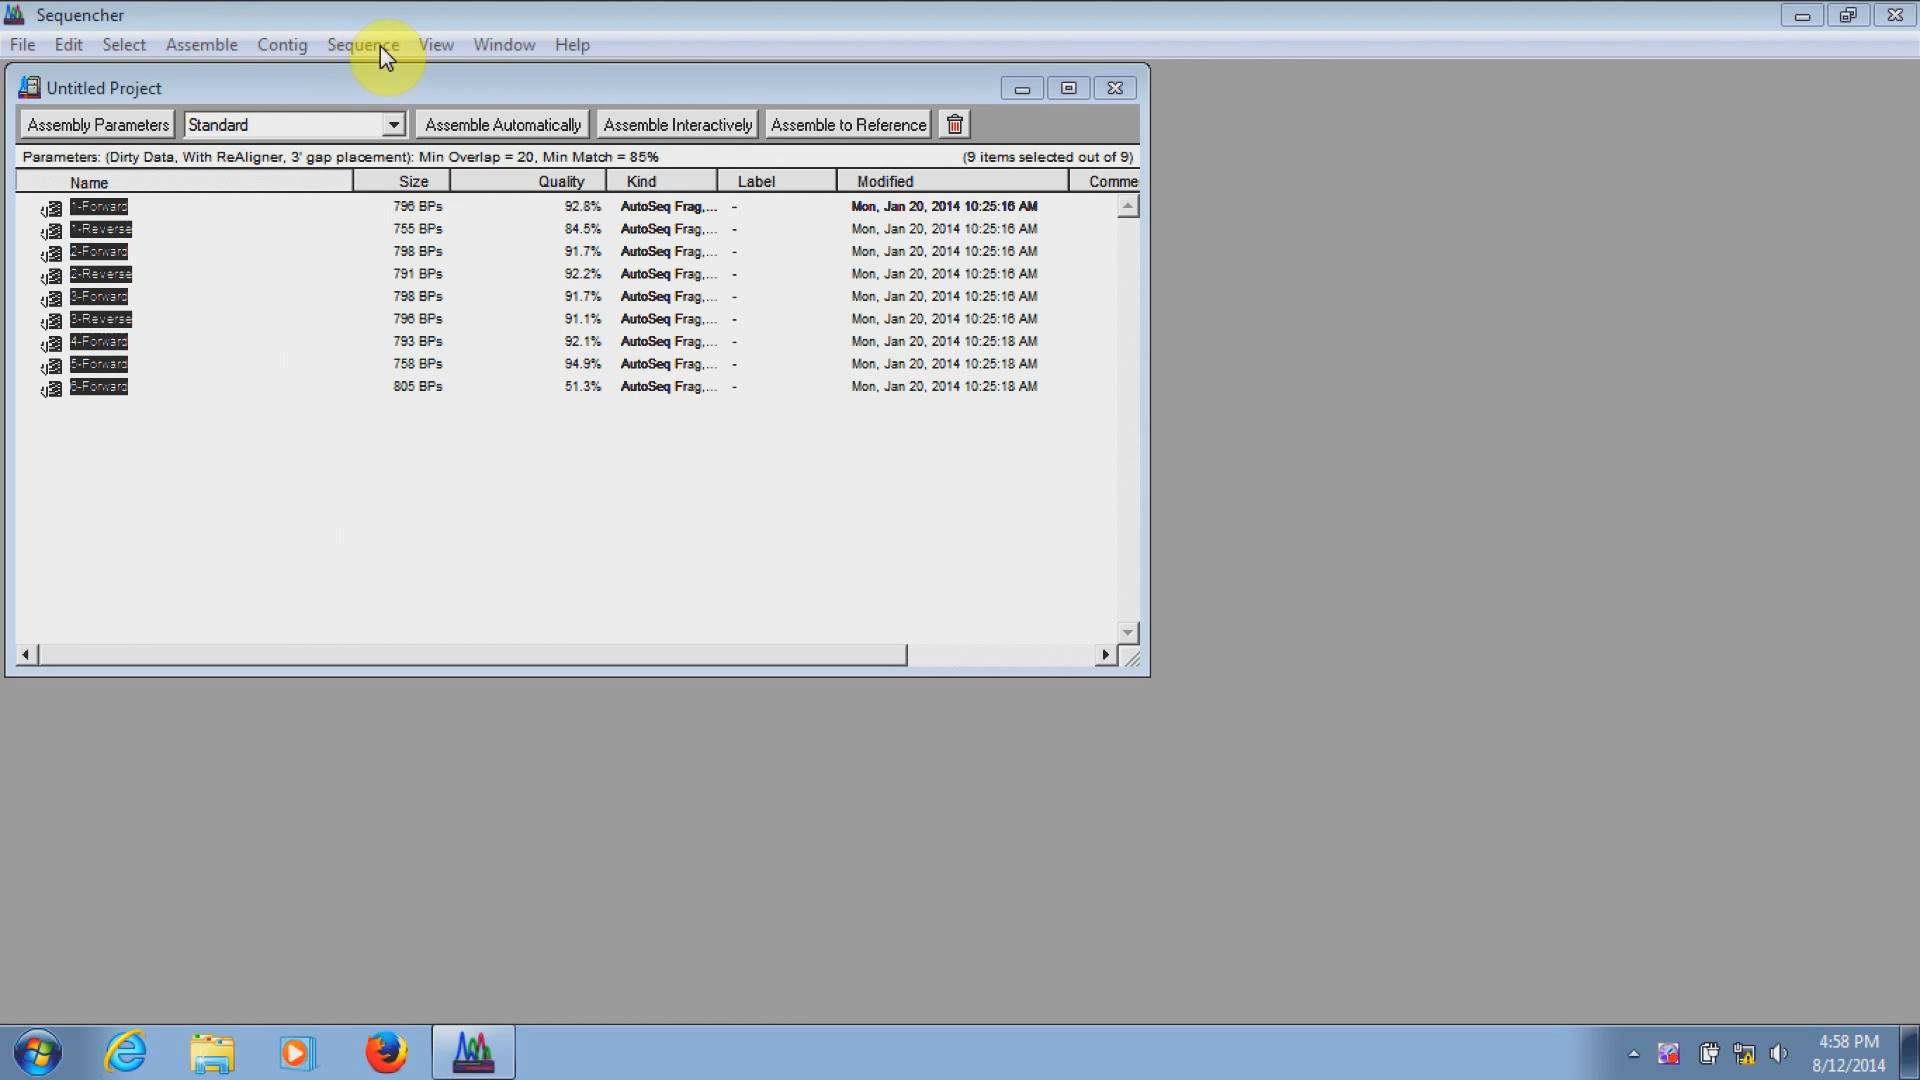 Sequencher
File Edit Select Assemble Contig Sequence View Window Help
Untitled Project
Assembly Parameters Standard Assemble Automatically Assemble Interactively Assemble to Reference
Parameters: (Dirty Data, With ReAligner, 3' gap placement): Min Overlap = 20, Min Match = 85% (9 items selected out of 9)
Name Size Quality Kind Label Modified Comme
1-Forward 796 BPs 92.8% AutoSeq Frag,... - Mon, Jan 20, 2014 10:25:16 AM
1-Reverse 755 BPs 84.5% AutoSeq Frag,... - Mon, Jan 20, 2014 10:25:16 AM
2-Forward 798 BPs 91.7% AutoSeq Frag,... - Mon, Jan 20, 2014 10:25:16 AM
2-Reverse 791 BPs 92.2% AutoSeq Frag,... - Mon, Jan 20, 2014 10:25:16 AM
3-Forward 798 BPs 91.7% AutoSeq Frag,... - Mon, Jan 20, 2014 10:25:16 AM
3-Reverse 796 BPs 91.1% AutoSeq Frag,... - Mon, Jan 20, 2014 10:25:16 AM
4-Forward 793 BPs 92.1% AutoSeq Frag,... - Mon, Jan 20, 2014 10:25:18 AM
5-Forward 758 BPs 94.9% AutoSeq Frag,... - Mon, Jan 20, 2014 10:25:18 AM
6-Forward 805 BPs 51.3% AutoSeq Frag,... - Mon, Jan 20, 2014 10:25:18 AM
4:58 PM
8/12/2014